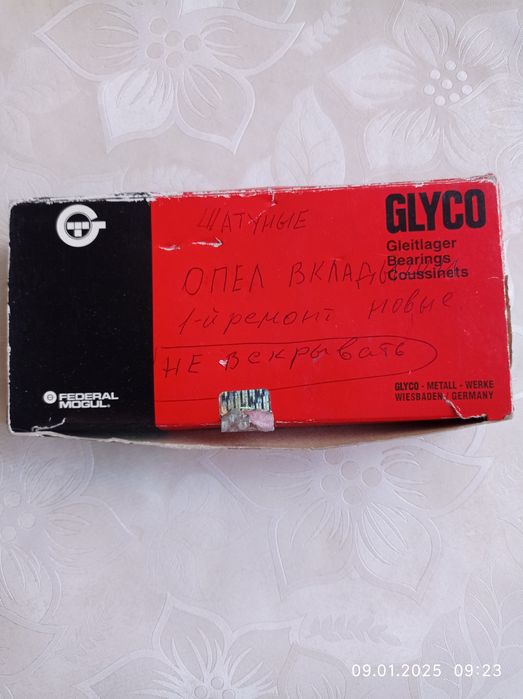 GLYCO
Gleitlager
Bearings
Coussinets
ШАТУНЫЕ
ОПЕЛ ВКЛАДЫШИ
1-й ремонт новые
НЕ ВСКРЫВАТЬ
FEDERAL
MOGUL.
GLYCO - METALL - WERKE
WIESBADEN / GERMANY
09.01.2025 09:23